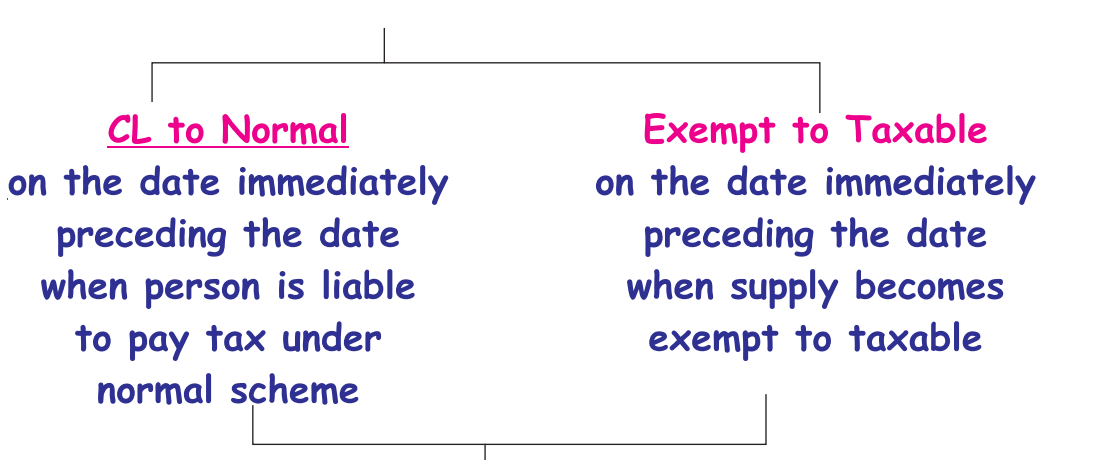 CL to Normal
on the date immediately
preceding the date
when person is liable
to pay tax under
normal scheme
Exempt to Taxable
on the date immediately
preceding the date
when supply becomes
exempt to taxable